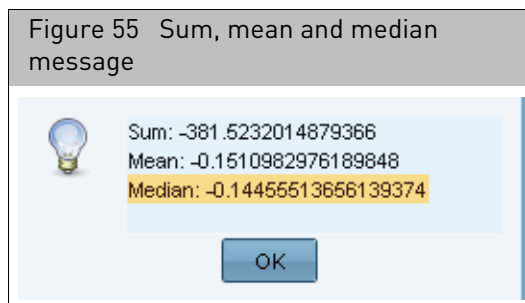 Figure 55 Sum, mean and median
message
Sum: -381.5232014879366
Mean: -0.1510982976189848
Median: -0.14455513656139374
OK